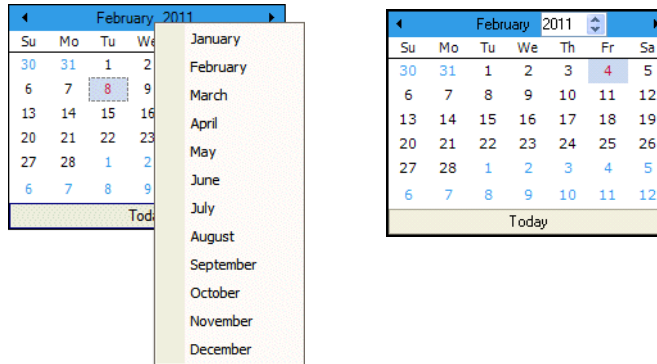 February 2011
Su Mo Tu We
30 31 1 2
6 7 8 9
13 14 15 16
20 21 22 23
27 28 1 2
6 7 8 9
January
February
March
April
May
June
July
August
September
October
November
December
February 2011
Su Mo Tu We Th Fr Sa
30 31 1 2 3 4 5
6 7 8 9 10 11 12
13 14 15 16 17 18 19
20 21 22 23 24 25 26
27 28 1 2 3 4 5
6 7 8 9 10 11 12
Today